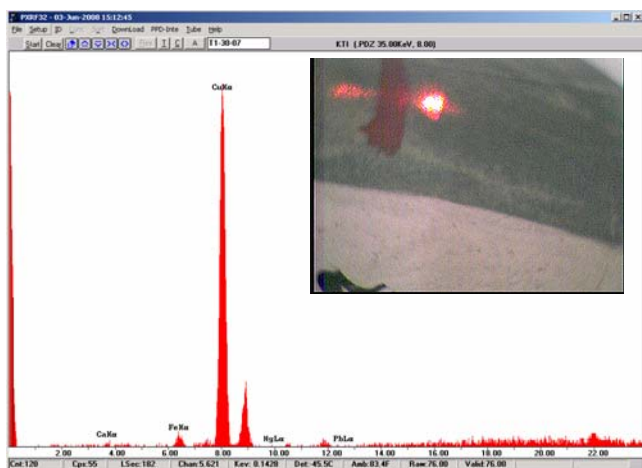 PXRF32 - 03-Jun-2008 15:12:45
File Setup ID DownLoad PPD-Inte Tube Help
Start Clear I C A T1-30-07 KTI (.PDZ 35.00KeV, 8.00)
CuKα
FeKα
CaKα HgLα PbLα
2.00 4.00 6.00 8.00 10.00 12.00 14.00 16.00 18.00 20.00 22.00
Cnt:120 Cpr:55 LSec:182 Chan:5.621 Kev: 0.1420 Det:-45.5C Amb:83.4F Raw:76.00 Valid:76.00